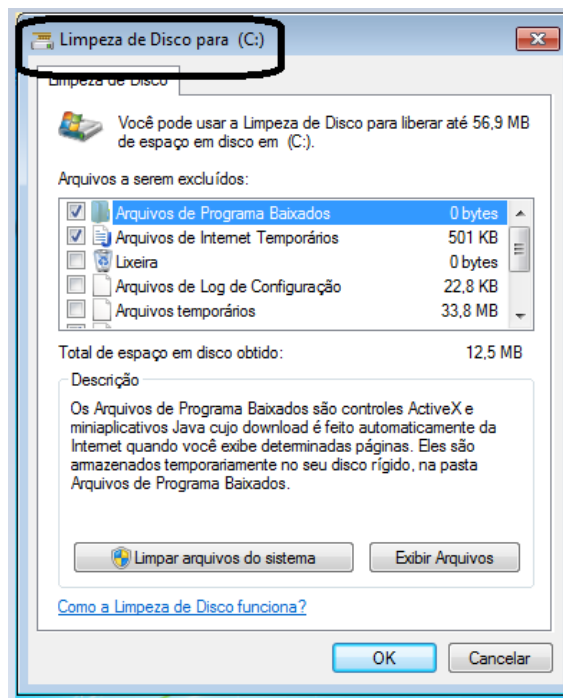 Limpeza de Disco para (C:)
Limpeza de Disco
Você pode usar a Limpeza de Disco para liberar até 56,9 MB
de espaço em disco em (C:).
Arquivos a serem excluídos:
Arquivos de Programa Baixados 0 bytes
Arquivos de Internet Temporários 501 KB
Lixeira 0 bytes
Arquivos de Log de Configuração 22,8 KB
Arquivos temporários 33,8 MB
Total de espaço em disco obtido: 12,5 MB
Descrição
Os Arquivos de Programa Baixados são controles ActiveX e
miniaplicativos Java cujo download é feito automaticamente da
Internet quando você exibe determinadas páginas. Eles são
armazenados temporariamente no seu disco rígido, na pasta
Arquivos de Programa Baixados.
Limpar arquivos do sistema Exibir Arquivos
Como a Limpeza de Disco funciona?
OK Cancelar